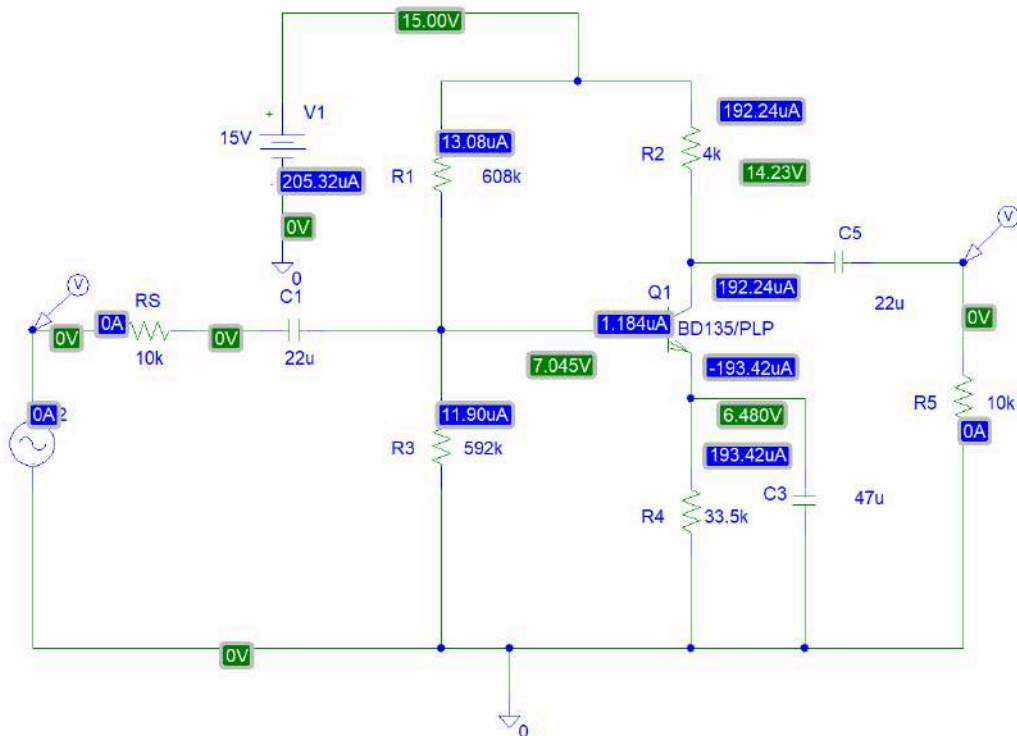 15.00V
+
V1
15V
-
205.32uA
0V
0
13.08uA
R1
608k
192.24uA
R2
4k
14.23V
C5
22u
V
V
RS
0A
0V
10k
0V
C1
22u
Q1
192.24uA
1.184uA
BD135/PLP
7.045V
-193.42uA
0V
R5
10k
0A
0A
2
11.90uA
R3
592k
6.480V
193.42uA
C3
47u
R4
33.5k
0V
0